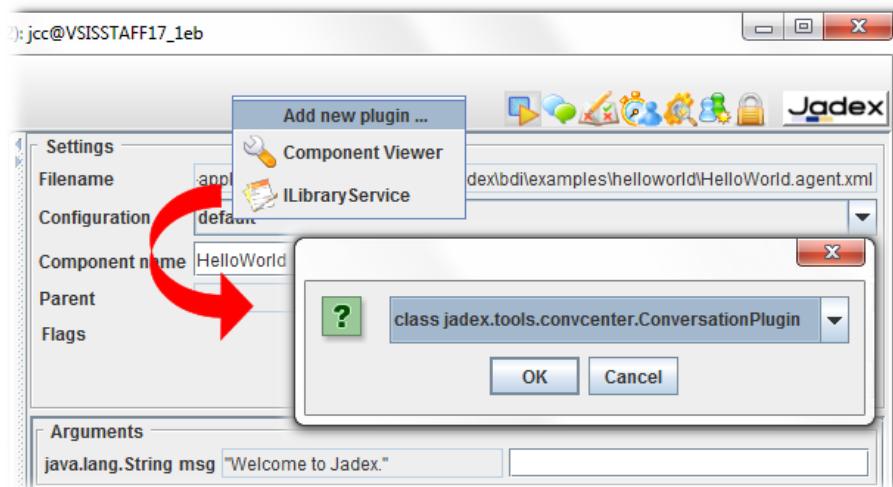 2): jcc@VSISSTAFF17_1eb
Add new plugin ...
Jadex
Component Viewer
ILibraryService
Settings
Filename
-appl
dex\bdi\examples\helloworld\HelloWorld.agent.xml
Configuration
default
Component name HelloWorld
Parent
Flags
?
class jadex.tools.convcenter.ConversationPlugin
OK Cancel
Arguments
java.lang.String msg "Welcome to Jadex."